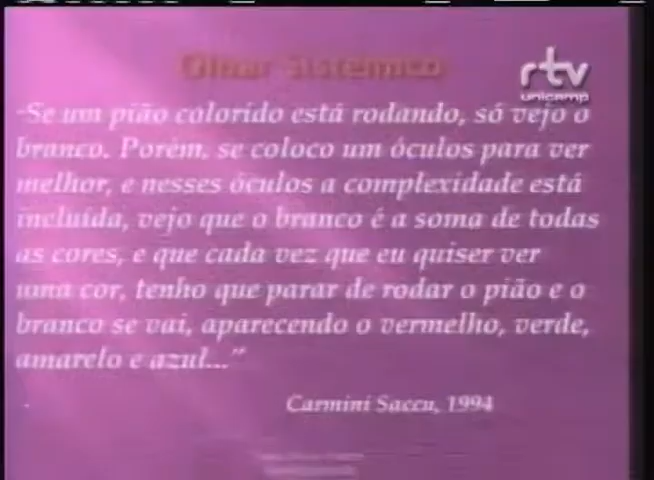 Olhar Sistêmico
rtv
unicamp
"Se um pião colorido está rodando, só vejo o
branco. Porém, se coloco um óculos para ver
melhor, e nesses óculos a complexidade está
incluída, vejo que o branco é a soma de todas
as cores, e que cada vez que eu quiser ver
uma cor, tenho que parar de rodar o pião e o
branco se vai, aparecendo o vermelho, verde,
amarelo e azul..."
Carmini Saccu, 1994